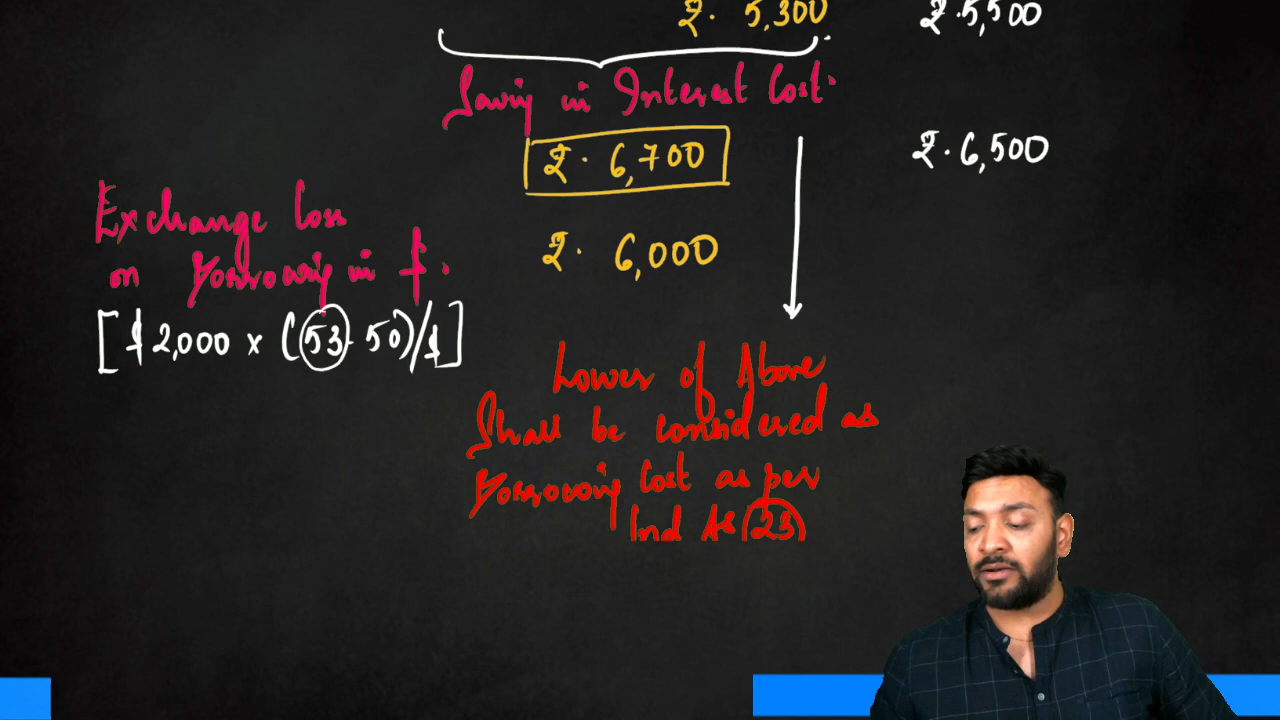 ₹. 5,300 ₹.5,500
Saving in Interest Cost.
₹. 6,700 ₹.6,500
Exchange Loss
on Borrowing in $.
₹. 6,000
[$2,000 x (53-50)/$]
Lower of Above
Shall be considered as
Borrowing Cost as per
Ind AS (23)